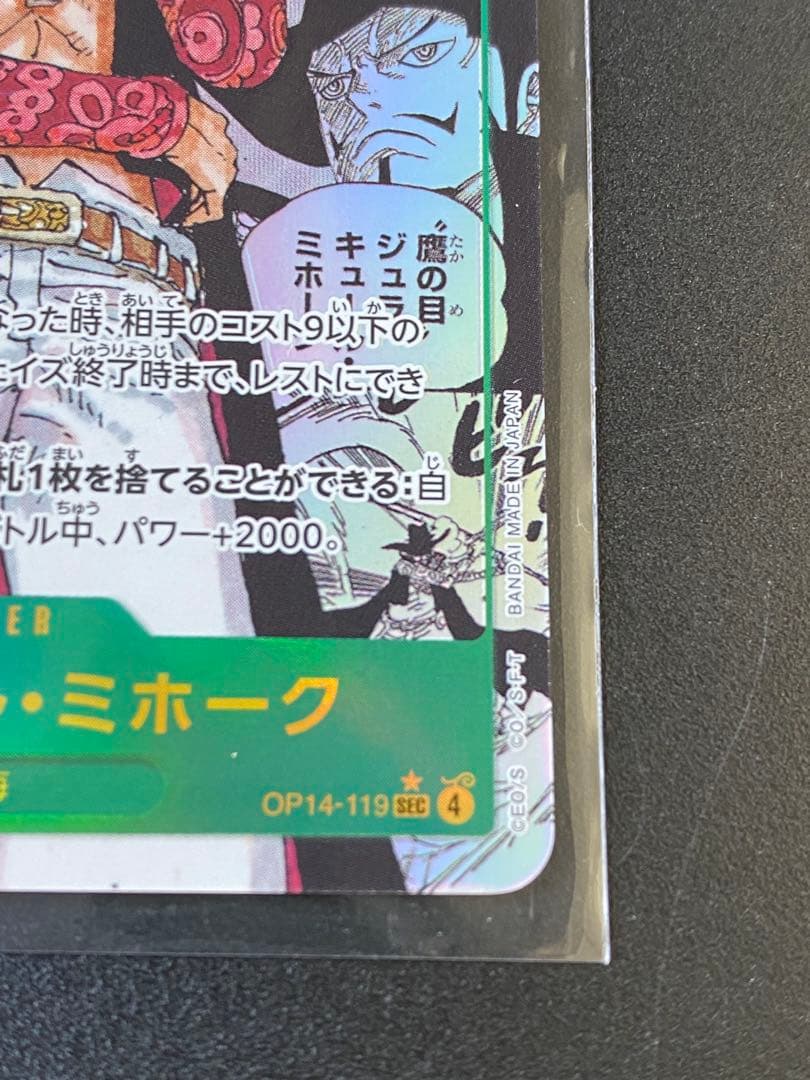 "鷹の目"
ジュラ
キュー
ミホー
なった時、相手のコスト9以下の
エイズ終了時まで、レストにでき
札1枚を捨てることができる:自
トル中、パワー+2000。
ER
・ミホーク
OP14-119 SEC 4
©EO/S ©O/S・F・T BANDAI MADE IN JAPAN